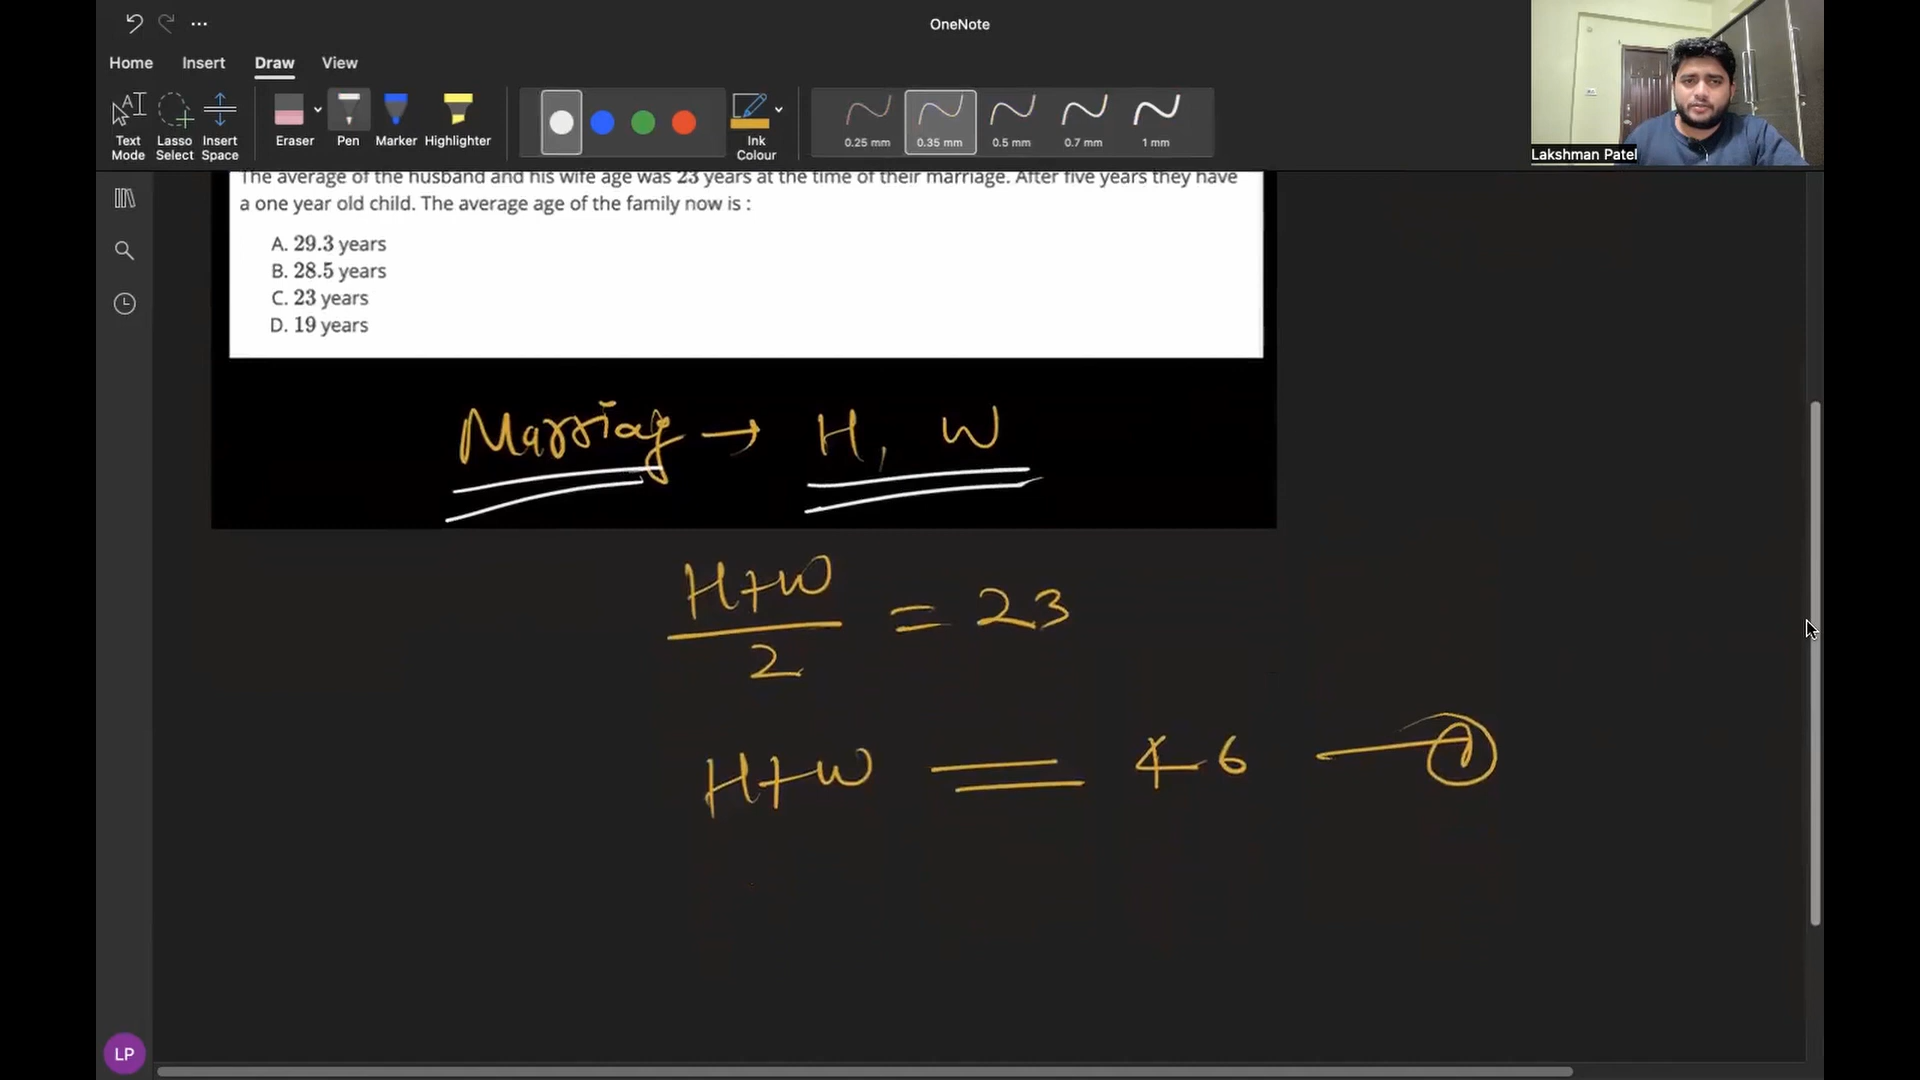 OneNote
Home Insert Draw View
Text Mode
Lasso Select
Insert Space
Eraser
Pen
Marker
Highlighter
Ink Colour
0.25 mm
0.35 mm
0.5 mm
0.7 mm
1 mm
Lakshman Patel
The average of the husband and his wife age was 23 years at the time of their marriage. After five years they have
a one year old child. The average age of the family now is :
A. 29.3 years
B. 28.5 years
C. 23 years
D. 19 years
Marriag → H, W
H+W
2
= 23
H+W = 46 — 1
LP